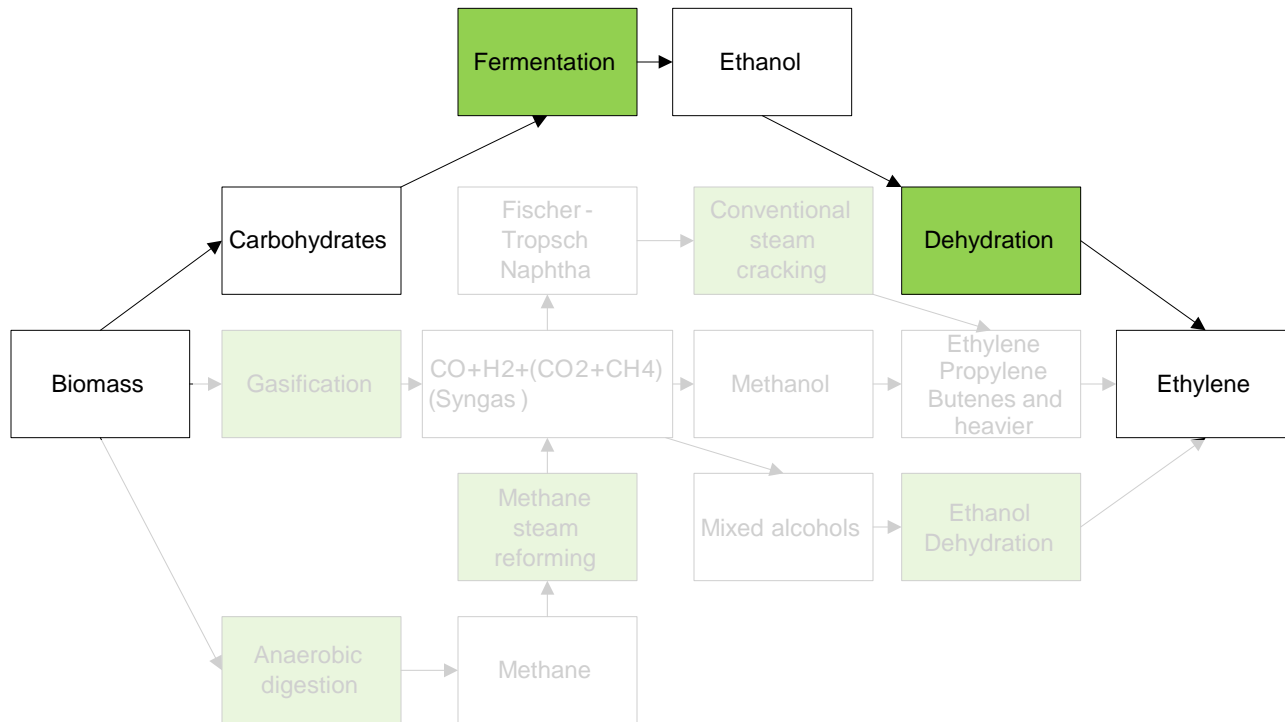 Fermentation
Ethanol
Carbohydrates
Fischer -
Tropsch
Naphtha
Conventional
steam
cracking
Dehydration
Biomass
Gasification
CO+H2+(CO2+CH4)
(Syngas )
Methanol
Ethylene
Propylene
Butenes and
heavier
Ethylene
Methane
steam
reforming
Mixed alcohols
Ethanol
Dehydration
Anaerobic
digestion
Methane